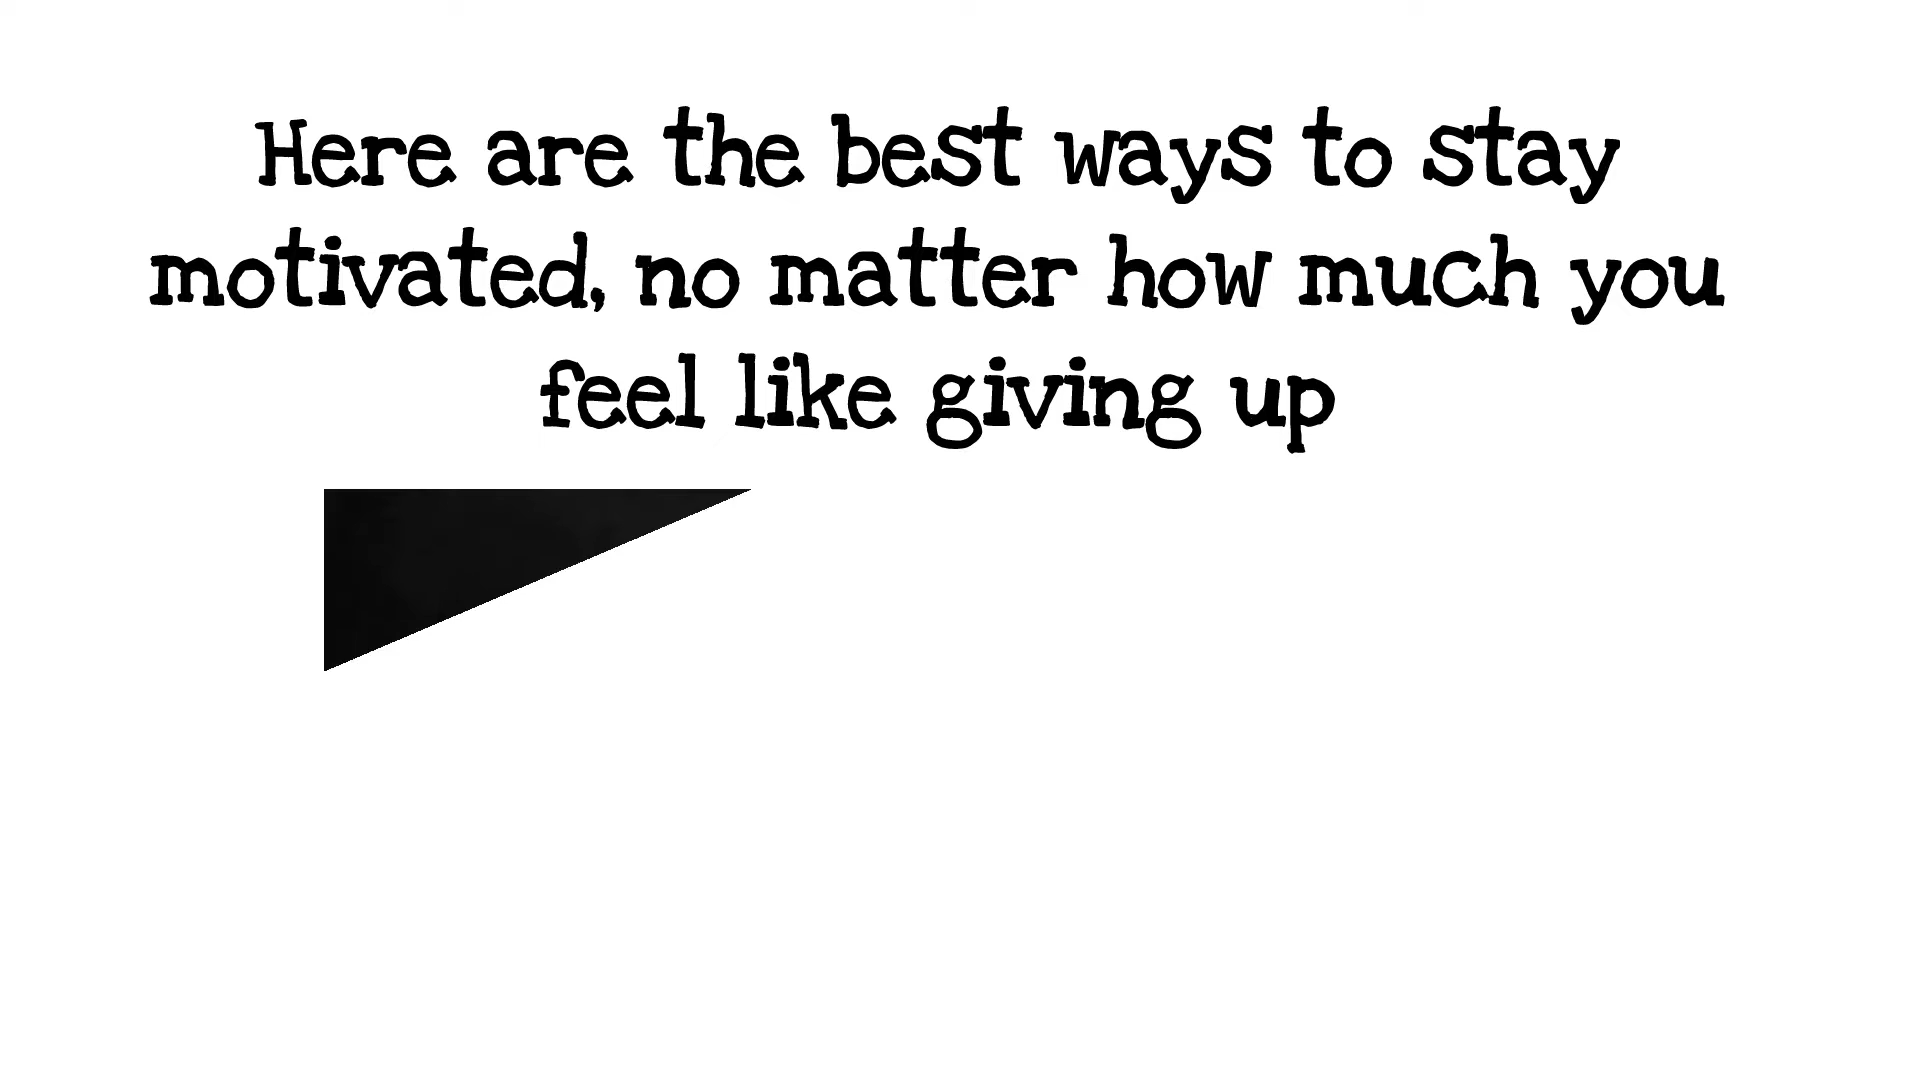 Here are the best ways to stay
motivated, no matter how much you
feel like giving up